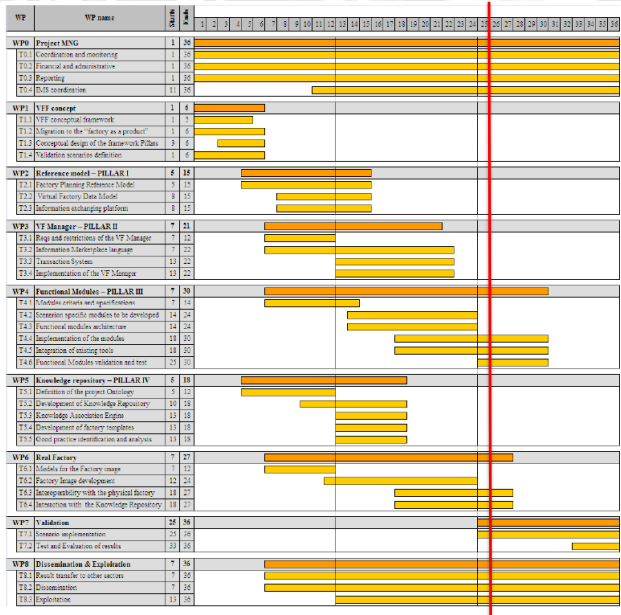 WP WP name Starts Ends 1 2 3 4 5 6 7 8 9 10 11 12 13 14 15 16 17 18 19 20 21 22 23 24 25 26 27 28 29 30 31 32 33 34 35 36
WP0 Project MNG 1 36
T0.1 Coordination and monitoring 1 36
T0.2 Financial and administrative 1 36
T0.3 Reporting 1 36
T0.4 IMS coordination 11 36
WP1 VFF concept 1 6
T1.1 VFF conceptual framework 1 5
T1.2 Migration to the "factory as a product" 1 6
T1.3 Conceptual design of the framework Pillars 3 6
T1.4 Validation scenarios definition 1 6
WP2 Reference model – PILLAR I 5 15
T2.1 Factory Planning Reference Model 5 15
T2.2 Virtual Factory Data Model 8 15
T2.3 Information exchanging platform 8 15
WP3 VF Manager – PILLAR II 7 21
T3.1 Reqs and restrictions of the VF Manager 7 12
T3.2 Information Marketplace language 7 22
T3.3 Transaction System 13 22
T3.4 Implementation of the VF Manager 13 22
WP4 Functional Modules – PILLAR III 7 30
T4.1 Modules criteria and specifications 7 14
T4.2 Scenarios specific modules to be developed 14 24
T4.3 Functional modules architecture 14 24
T4.4 Implementation of the modules 18 30
T4.5 Integration of existing tools 18 30
T4.6 Functional Modules validation and test 25 30
WP5 Knowledge repository – PILLAR IV 5 18
T5.1 Definition of the project Ontology 5 12
T5.2 Development of Knowledge Repository 10 18
T5.3 Knowledge Association Engine 13 18
T5.4 Development of factory templates 13 18
T5.5 Good practice identification and analysis 13 18
WP6 Real Factory 7 27
T6.1 Models for the Factory image 7 12
T6.2 Factory Image development 12 24
T6.3 Interoperability with the physical factory 18 27
T6.4 Interaction with the Knowledge Repository 18 27
WP7 Validation 25 36
T7.1 Scenario implementation 25 36
T7.2 Test and Evaluation of results 33 36
WP8 Dissemination & Exploitation 7 36
T8.1 Result transfer to other sectors 7 36
T8.2 Dissemination 7 36
T8.3 Exploitation 13 36